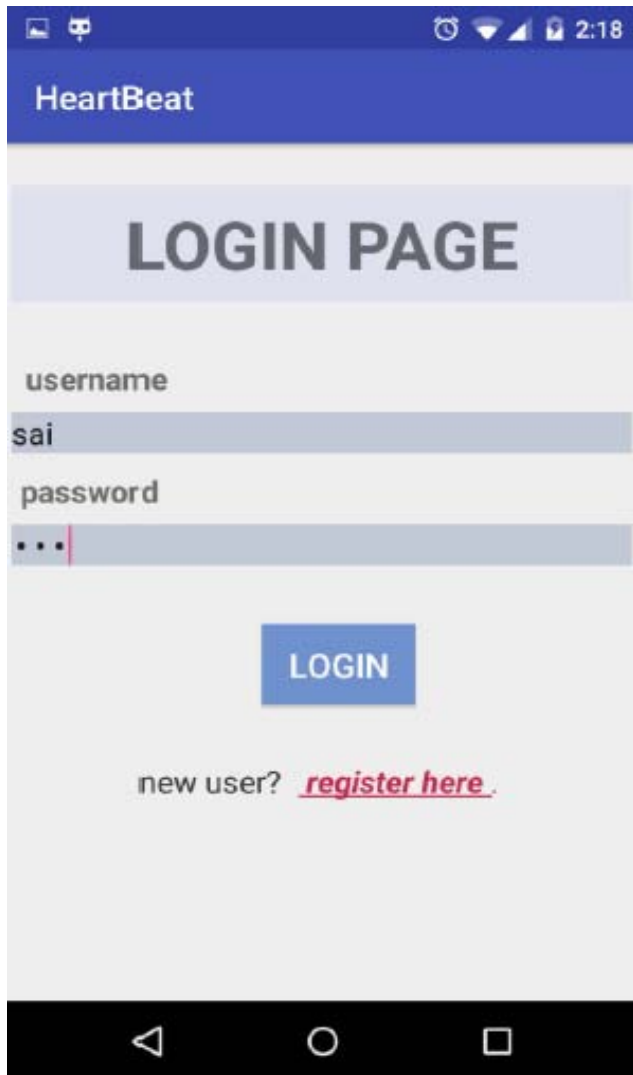 2:18
HeartBeat
LOGIN PAGE
username
sai
password
•••
LOGIN
new user? register here .